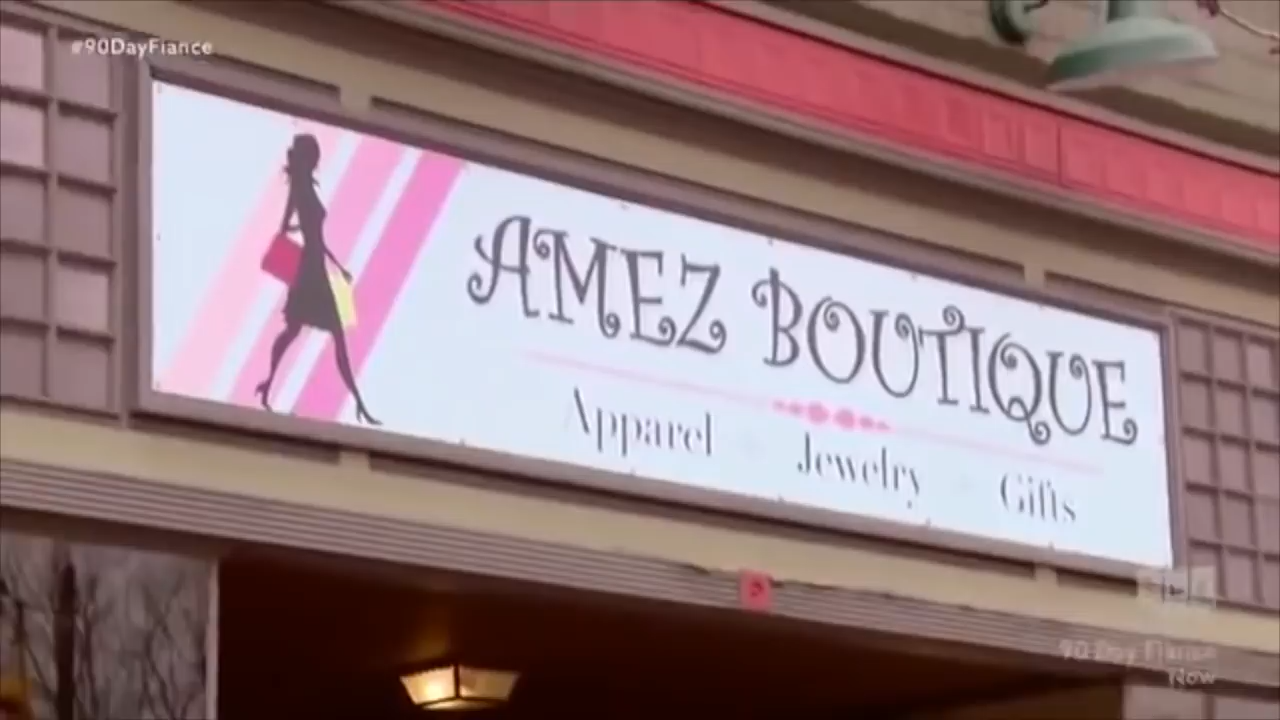 #90DayFiance
AMEZ BOUTIQUE
Apparel Jewelry Gifts
90 Day Fiance
Now